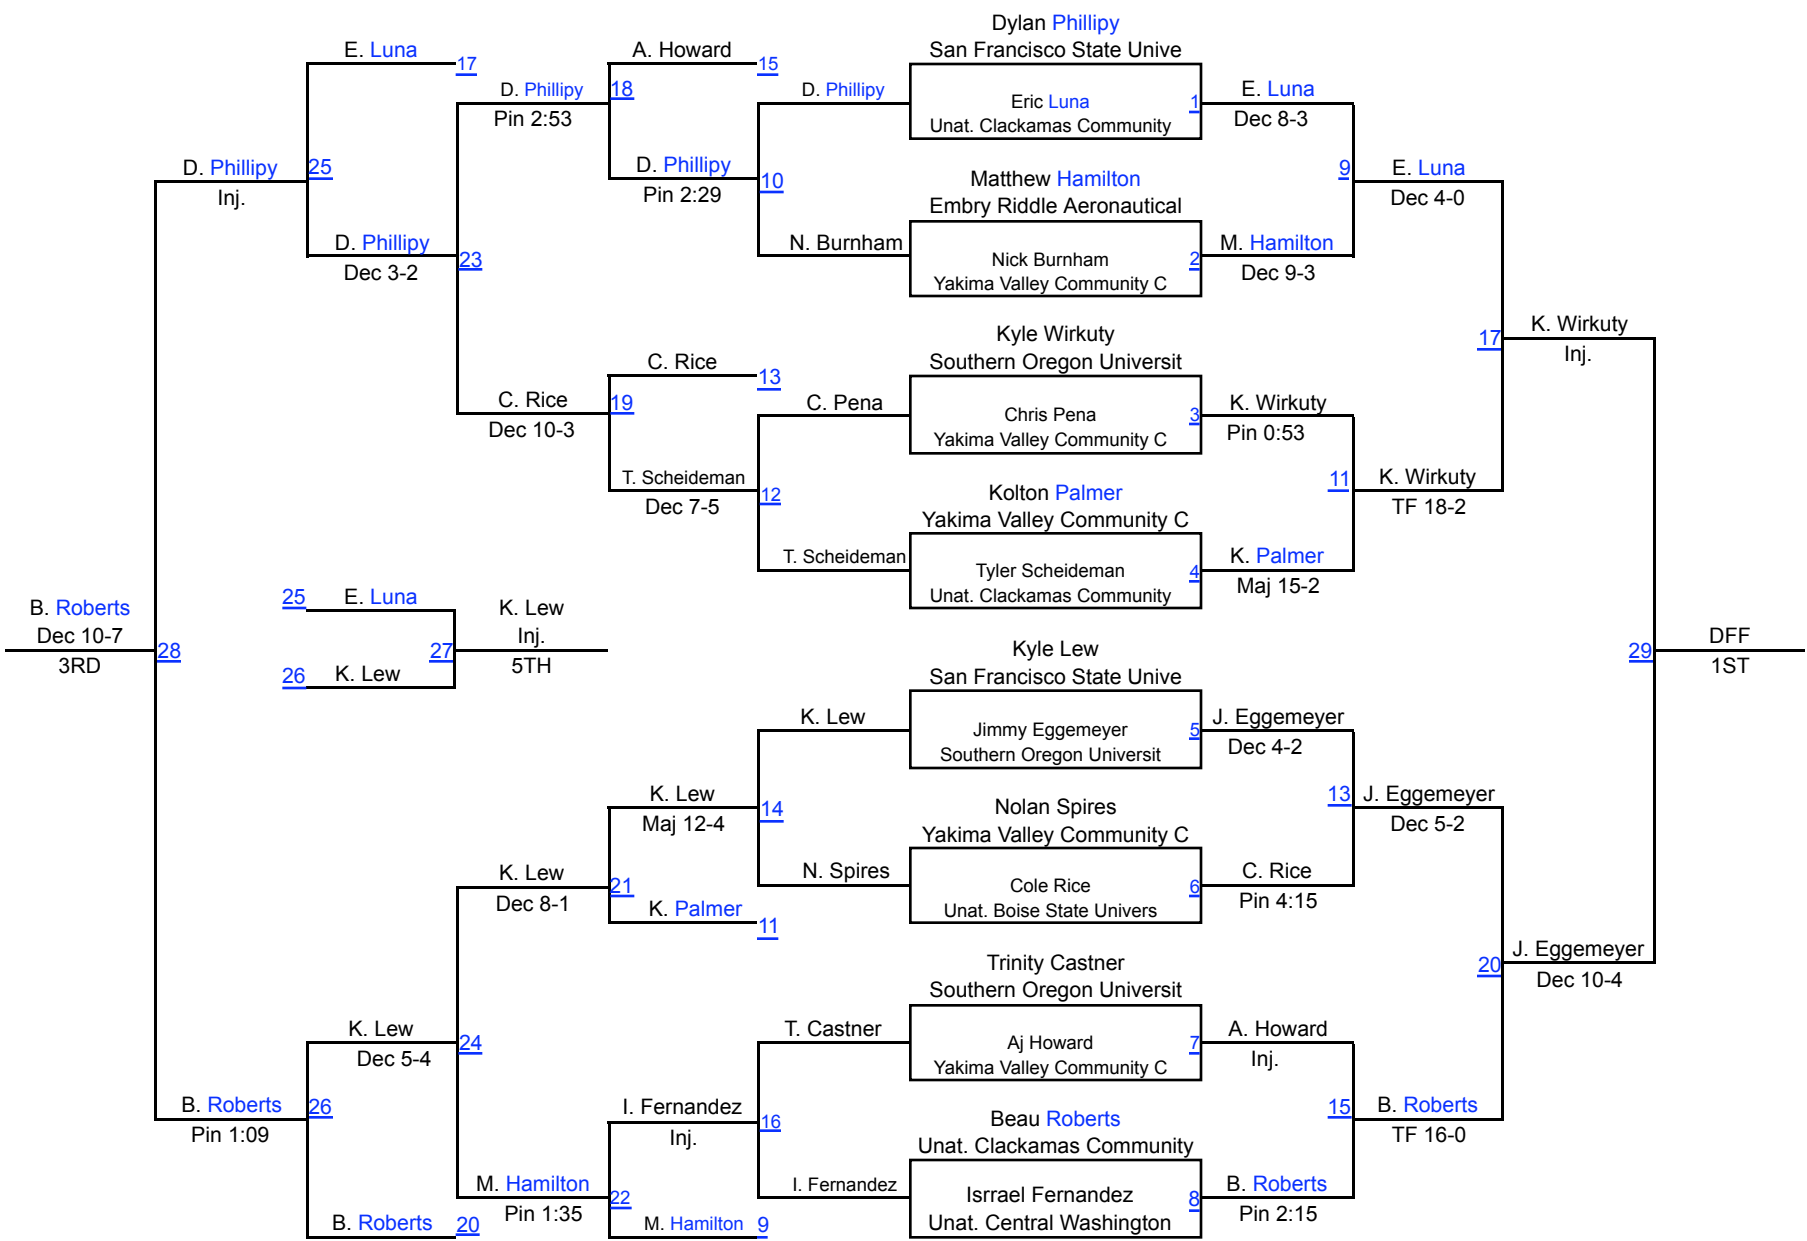 Dylan Phillipy
San Francisco State Unive
Eric Luna
Unat. Clackamas Community
1
Matthew Hamilton
Embry Riddle Aeronautical
Nick Burnham
Yakima Valley Community C
2
Kyle Wirkuty
Southern Oregon Universit
Chris Pena
Yakima Valley Community C
3
Kolton Palmer
Yakima Valley Community C
Tyler Scheideman
Unat. Clackamas Community
4
Kyle Lew
San Francisco State Unive
Jimmy Eggemeyer
Southern Oregon Universit
5
Nolan Spires
Yakima Valley Community C
Cole Rice
Unat. Boise State Univers
6
Trinity Castner
Southern Oregon Universit
Aj Howard
Yakima Valley Community C
7
Beau Roberts
Unat. Clackamas Community
Isrrael Fernandez
Unat. Central Washington
8
E. Luna
Dec 8-3
9
M. Hamilton
Dec 9-3
K. Wirkuty
Pin 0:53
11
K. Palmer
Maj 15-2
J. Eggemeyer
Dec 4-2
13
C. Rice
Pin 4:15
A. Howard
Inj.
15
B. Roberts
Pin 2:15
E. Luna
Dec 4-0
17
K. Wirkuty
TF 18-2
J. Eggemeyer
Dec 5-2
20
B. Roberts
TF 16-0
K. Wirkuty
Inj.
29
J. Eggemeyer
Dec 10-4
DFF
1ST
D. Phillipy
10
N. Burnham
C. Pena
12
T. Scheideman
K. Lew
14
N. Spires
T. Castner
16
I. Fernandez
A. Howard
15
18
D. Phillipy
Pin 2:29
C. Rice
13
19
T. Scheideman
Dec 7-5
K. Lew
Maj 12-4
21
K. Palmer
11
I. Fernandez
Inj.
22
M. Hamilton
9
D. Phillipy
Pin 2:53
23
C. Rice
Dec 10-3
K. Lew
Dec 8-1
24
M. Hamilton
Pin 1:35
E. Luna
17
25
D. Phillipy
Dec 3-2
25
E. Luna
27
26
K. Lew
K. Lew
Inj.
5TH
K. Lew
Dec 5-4
26
B. Roberts
20
D. Phillipy
Inj.
28
B. Roberts
Pin 1:09
B. Roberts
Dec 10-7
3RD